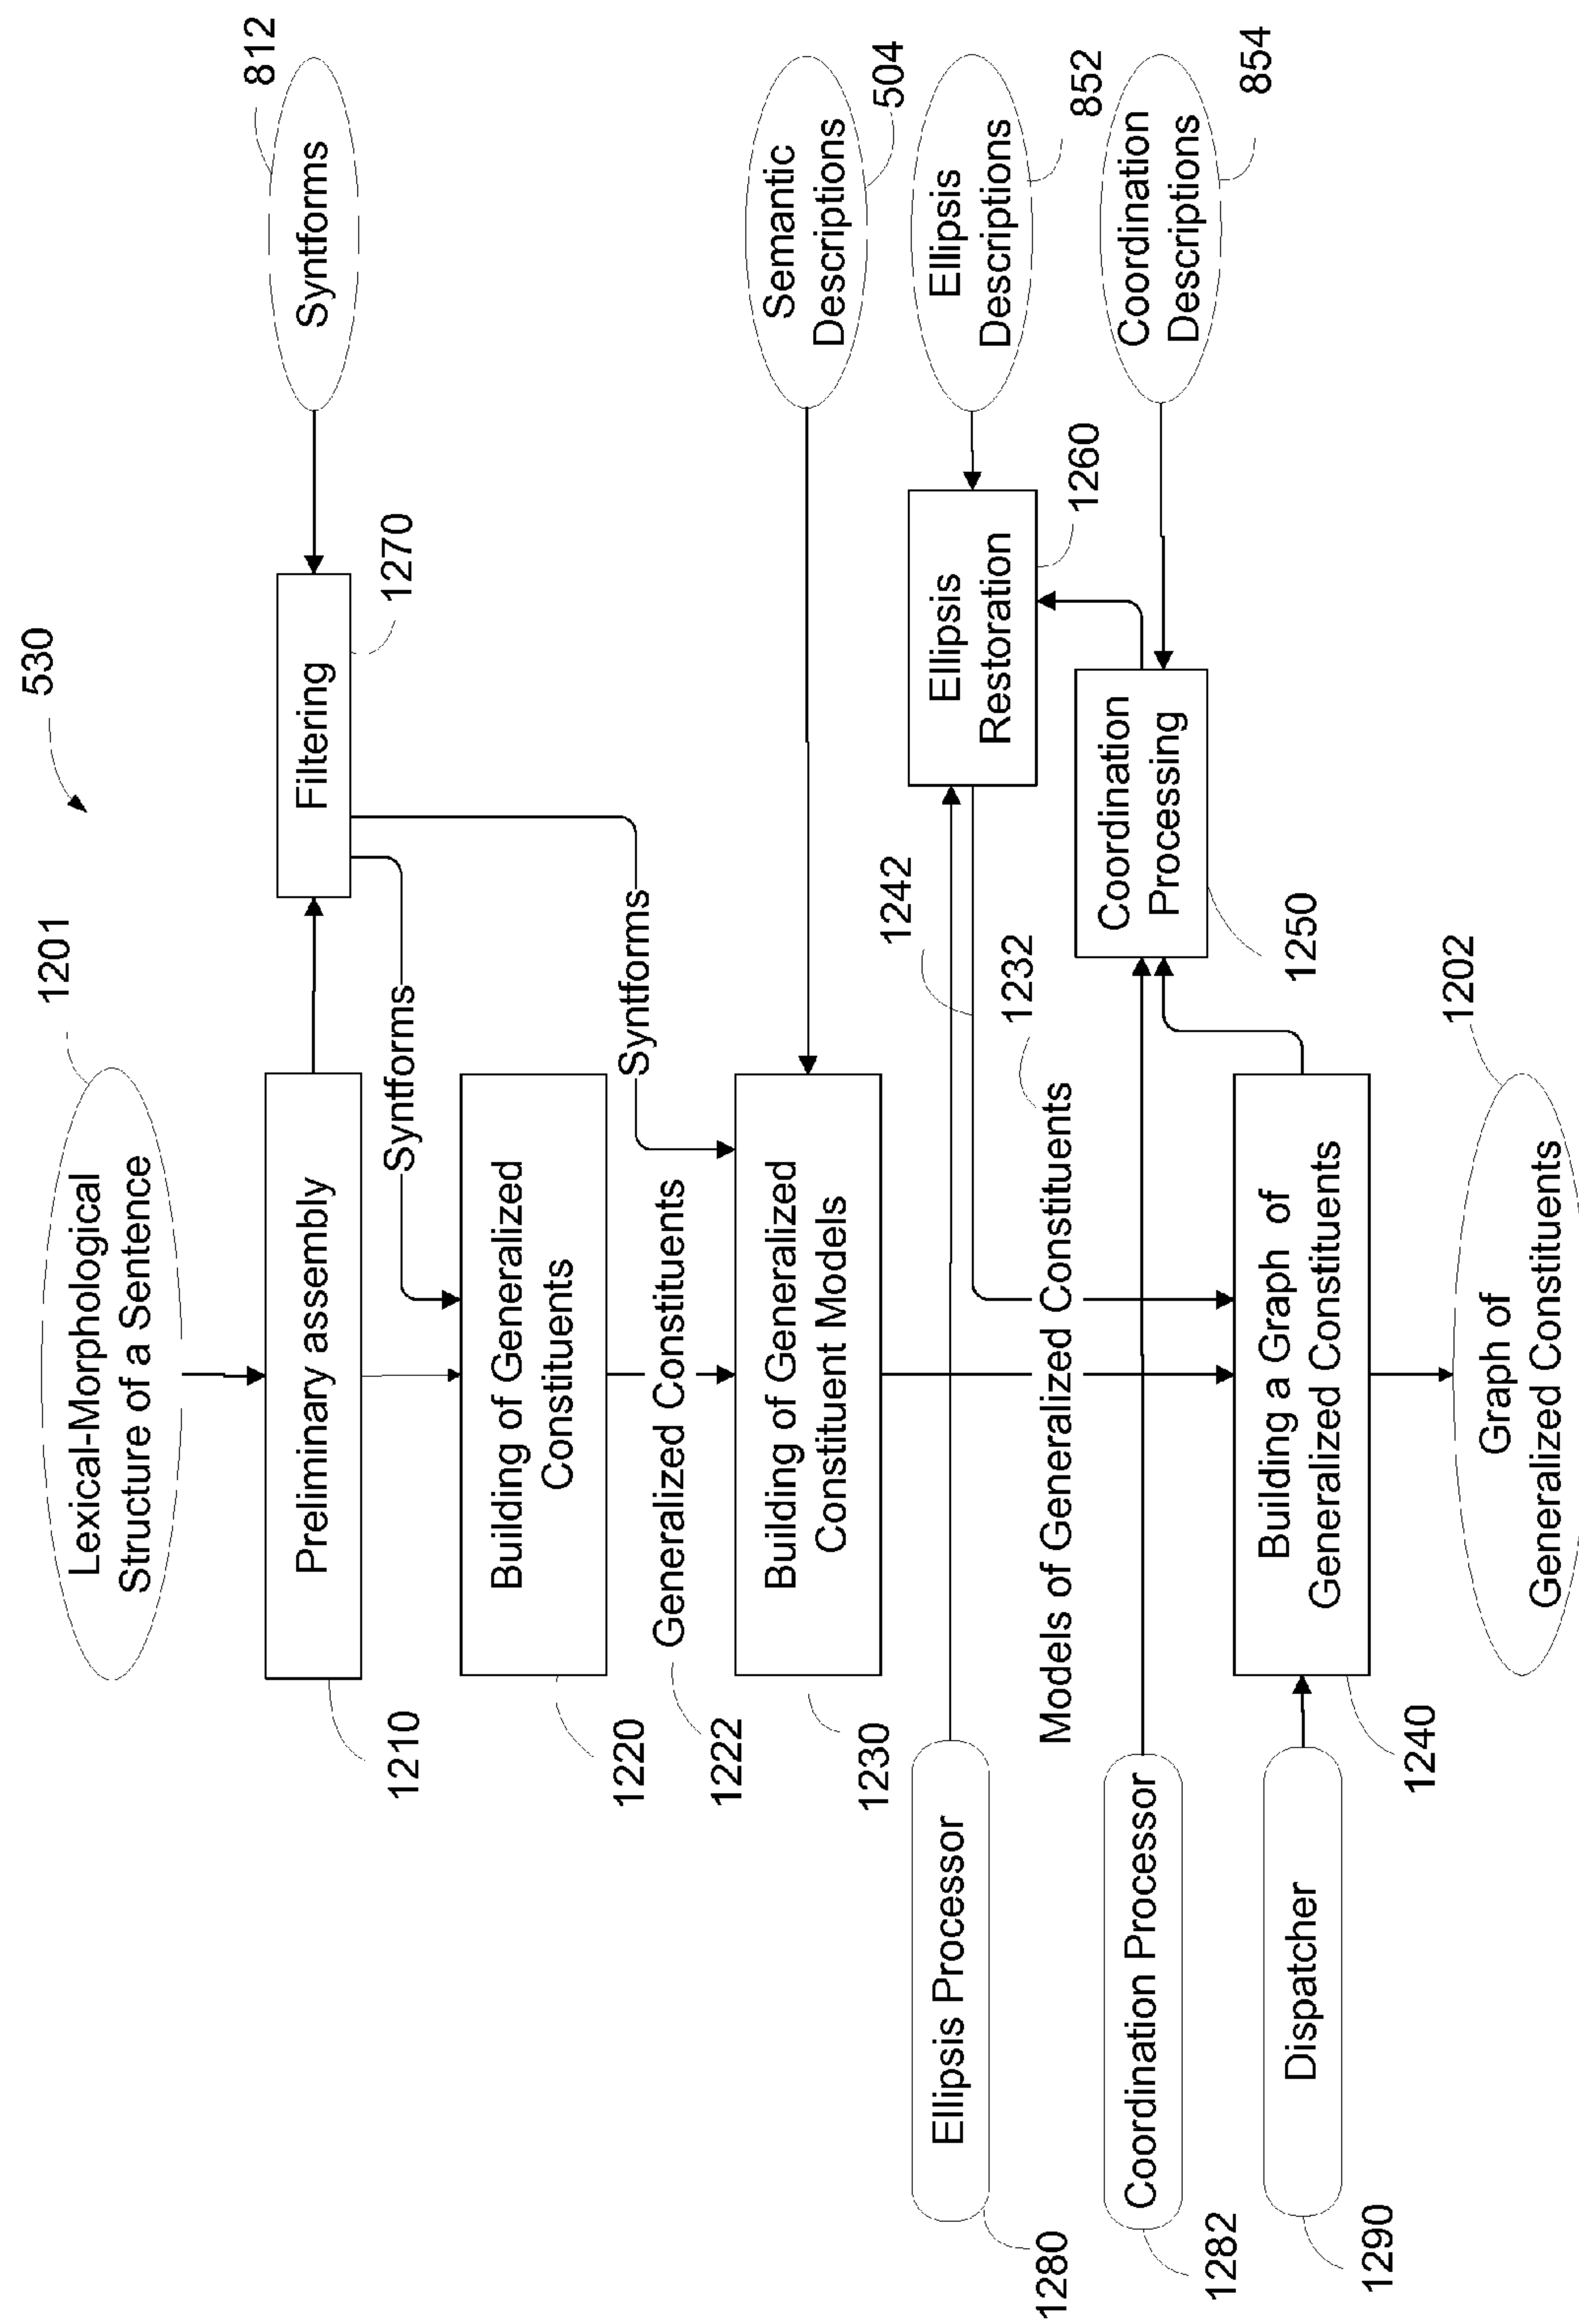 530
1201
Lexical-Morphological
Structure of a Sentence
812
Syntforms
1210
Preliminary assembly
Filtering
1270
Syntforms
1220
Building of Generalized
Constituents
Syntforms
1222
Generalized Constituents
1230
Building of Generalized
Constituent Models
Semantic
Descriptions
504
1280
Ellipsis Processor
1242
Ellipsis
Restoration
1260
Ellipsis
Descriptions
852
1232
Models of Generalized Constituents
1282
Coordination Processor
Coordination
Processing
1250
Coordination
Descriptions
854
1290
Dispatcher
1240
Building a Graph of
Generalized Constituents
1202
Graph of
Generalized Constituents